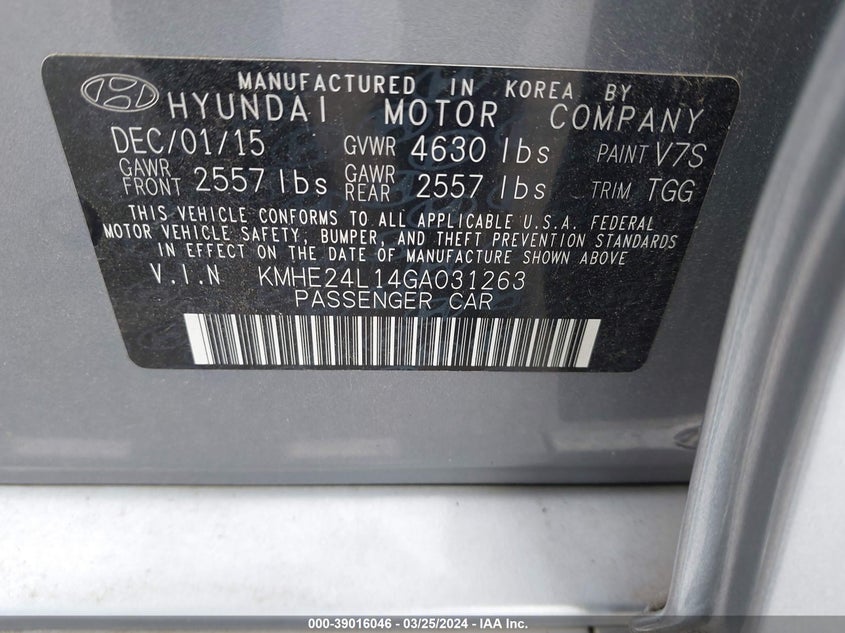 MANUFACTURED IN KOREA BY
HYUNDAI MOTOR COMPANY
DEC/01/15 GVWR 4630 lbs PAINT V7S
GAWR FRONT 2557 lbs GAWR REAR 2557 lbs TRIM TGG
THIS VEHICLE CONFORMS TO ALL APPLICABLE U.S.A. FEDERAL
MOTOR VEHICLE SAFETY, BUMPER, AND THEFT PREVENTION STANDARDS
IN EFFECT ON THE DATE OF MANUFACTURE SHOWN ABOVE
V.I.N KMHE24L14GA031263
PASSENGER CAR
000-39016046 - 03/25/2024 - IAA Inc.